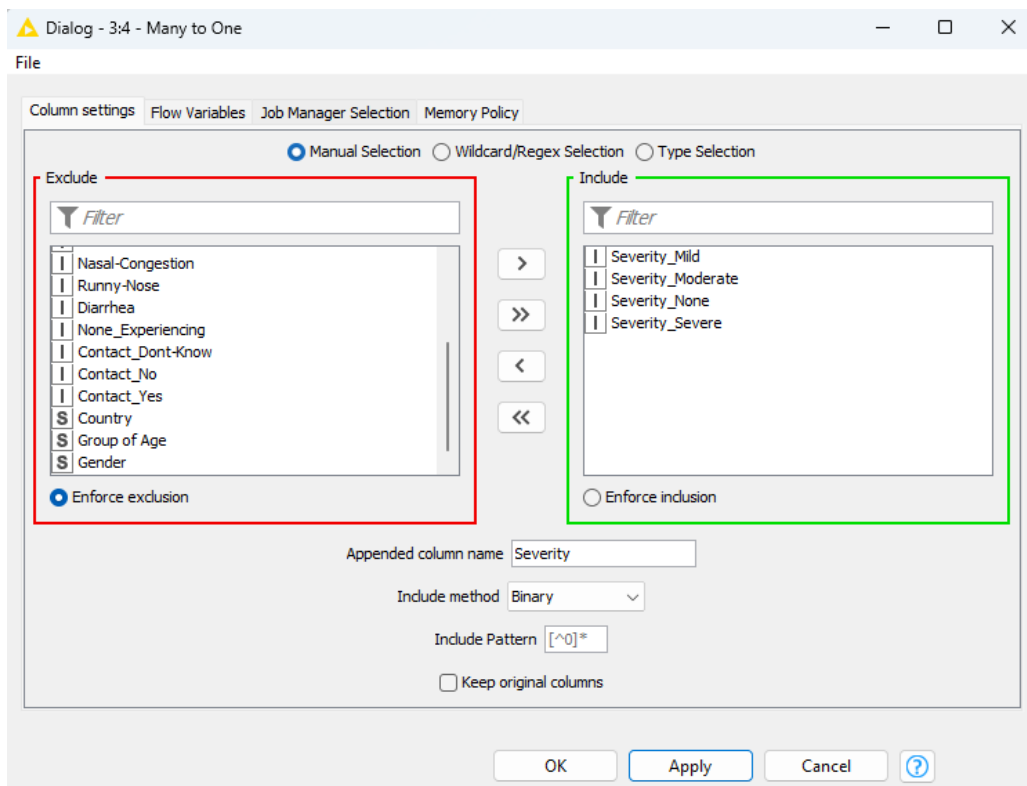 Dialog - 3:4 - Many to One
File
Column settings Flow Variables Job Manager Selection Memory Policy
Manual Selection Wildcard/Regex Selection Type Selection
Exclude
Filter
I Nasal-Congestion
I Runny-Nose
I Diarrhea
I None_Experiencing
I Contact_Dont-Know
I Contact_No
I Contact_Yes
S Country
S Group of Age
S Gender
Enforce exclusion
>
>>
<
<<
Include
Filter
I Severity_Mild
I Severity_Moderate
I Severity_None
I Severity_Severe
Enforce inclusion
Appended column name Severity
Include method Binary
Include Pattern [^0]*
Keep original columns
OK Apply Cancel ?